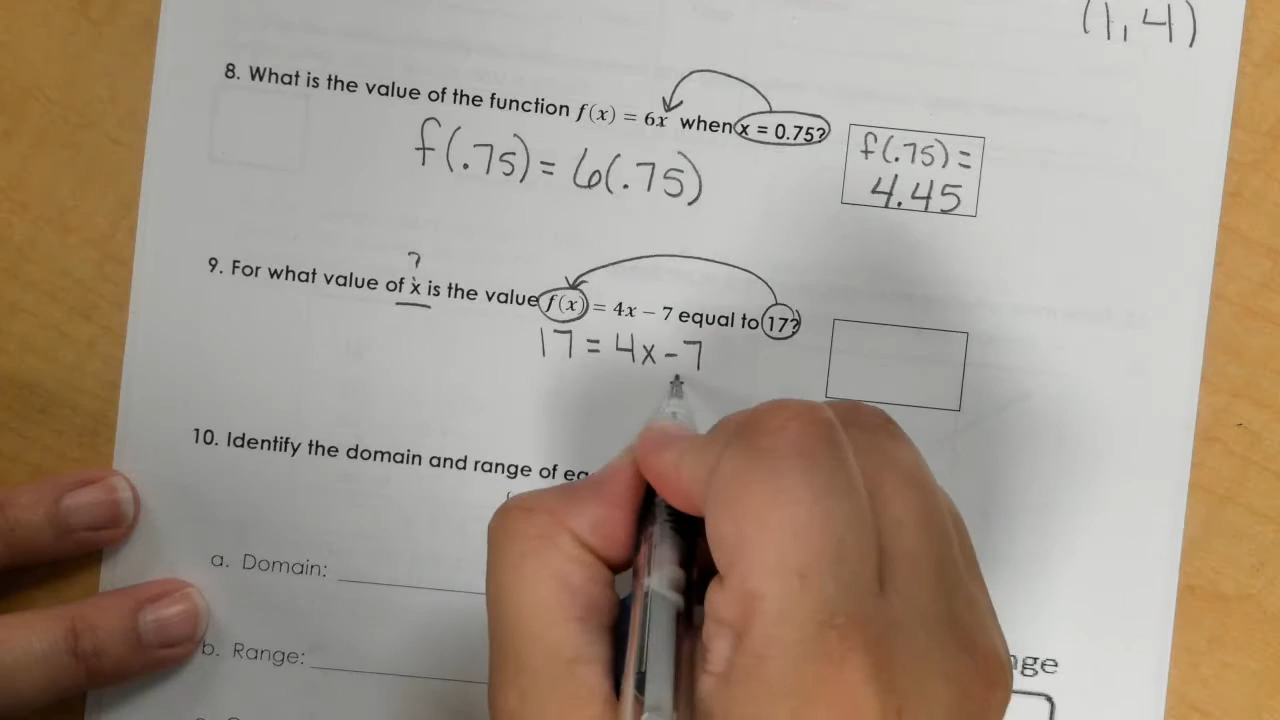 (1, 4)
8. What is the value of the function f(x) = 6x when x = 0.75?
f(.75) = 6(.75)
f(.75) =
4.45
?
9. For what value of x is the value f(x) = 4x − 7 equal to 17?
17 = 4x - 7
10. Identify the domain and range of
a. Domain:
b. Range: